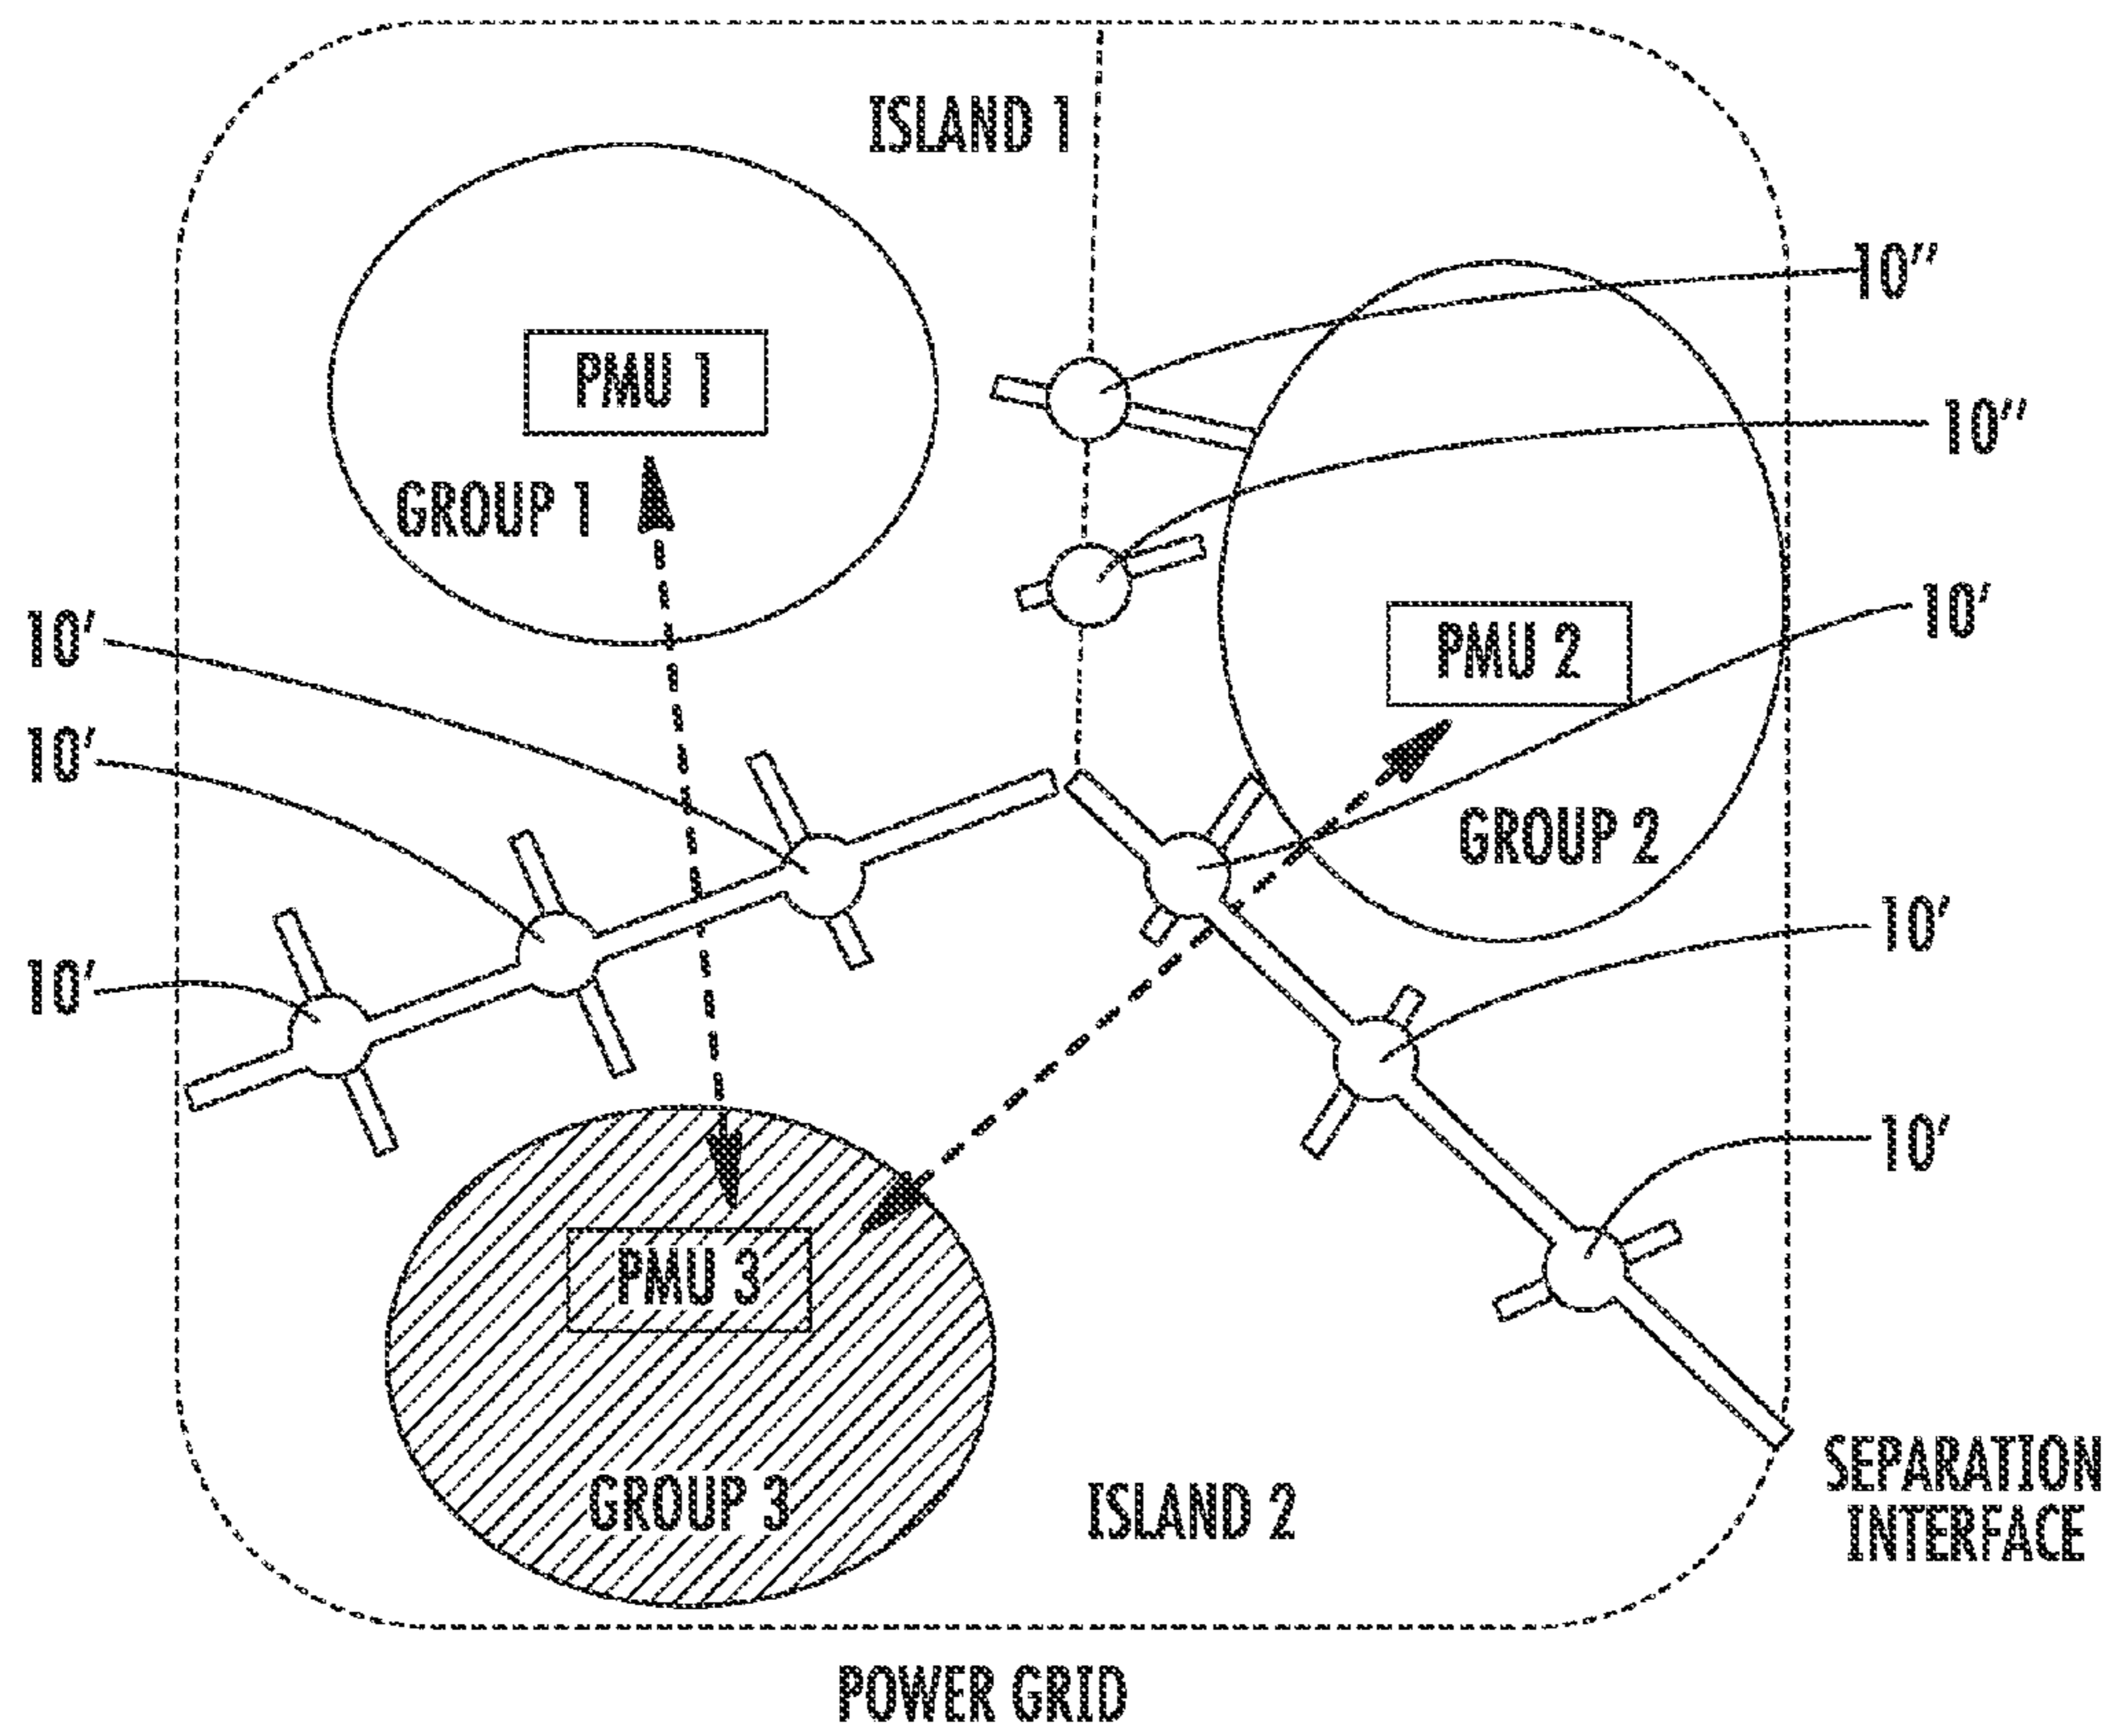 ISLAND 1
10″
PMU 1
10″
GROUP 1
10′
10′
PMU 2
10′
GROUP 2
10′
10′
10′
PMU 3
SEPARATION
INTERFACE
GROUP 3
ISLAND 2
POWER GRID